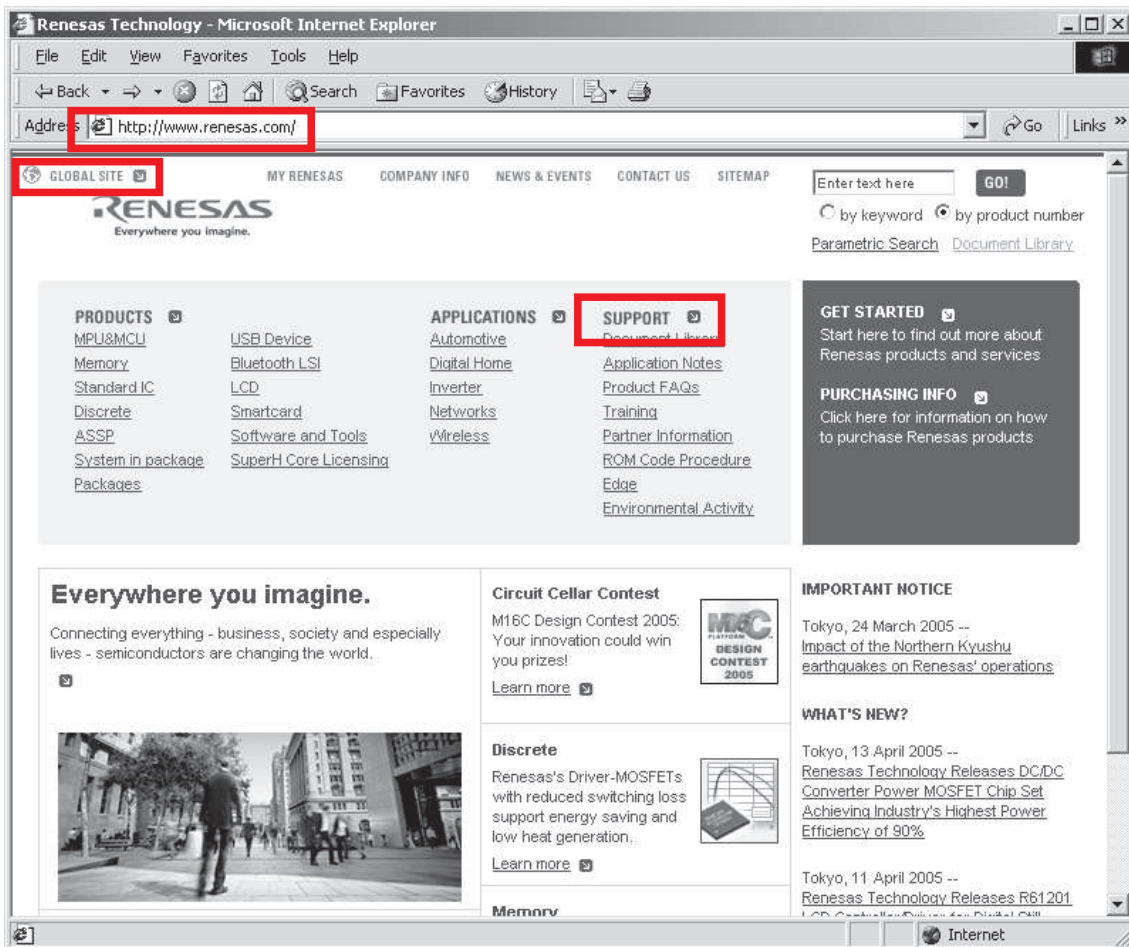 Renesas Technology - Microsoft Internet Explorer
File Edit View Favorites Tools Help
Back Search Favorites History
Address http://www.renesas.com/ Go Links »
GLOBAL SITE MY RENESAS COMPANY INFO NEWS & EVENTS CONTACT US SITEMAP
RENESAS
Everywhere you imagine.
Enter text here GO!
by keyword by product number
Parametric Search Document Library
PRODUCTS
MPU&MCU
Memory
Standard IC
Discrete
ASSP
System in package
Packages
USB Device
Bluetooth LSI
LCD
Smartcard
Software and Tools
SuperH Core Licensing
APPLICATIONS
Automotive
Digital Home
Inverter
Networks
Wireless
SUPPORT
Document Library
Application Notes
Product FAQs
Training
Partner Information
ROM Code Procedure
Edge
Environmental Activity
GET STARTED
Start here to find out more about
Renesas products and services
PURCHASING INFO
Click here for information on how
to purchase Renesas products
Everywhere you imagine.
Connecting everything - business, society and especially
lives - semiconductors are changing the world.
Circuit Cellar Contest
M16C Design Contest 2005:
Your innovation could win
you prizes!
Learn more
M16C
PLATFORM
DESIGN
CONTEST
2005
Discrete
Renesas's Driver-MOSFETs
with reduced switching loss
support energy saving and
low heat generation.
Learn more
Memory
IMPORTANT NOTICE
Tokyo, 24 March 2005 --
Impact of the Northern Kyushu
earthquakes on Renesas' operations
WHAT'S NEW?
Tokyo, 13 April 2005 --
Renesas Technology Releases DC/DC
Converter Power MOSFET Chip Set
Achieving Industry's Highest Power
Efficiency of 90%
Tokyo, 11 April 2005 --
Renesas Technology Releases R61201
LCD Controller/Driver for Digital Still
Internet